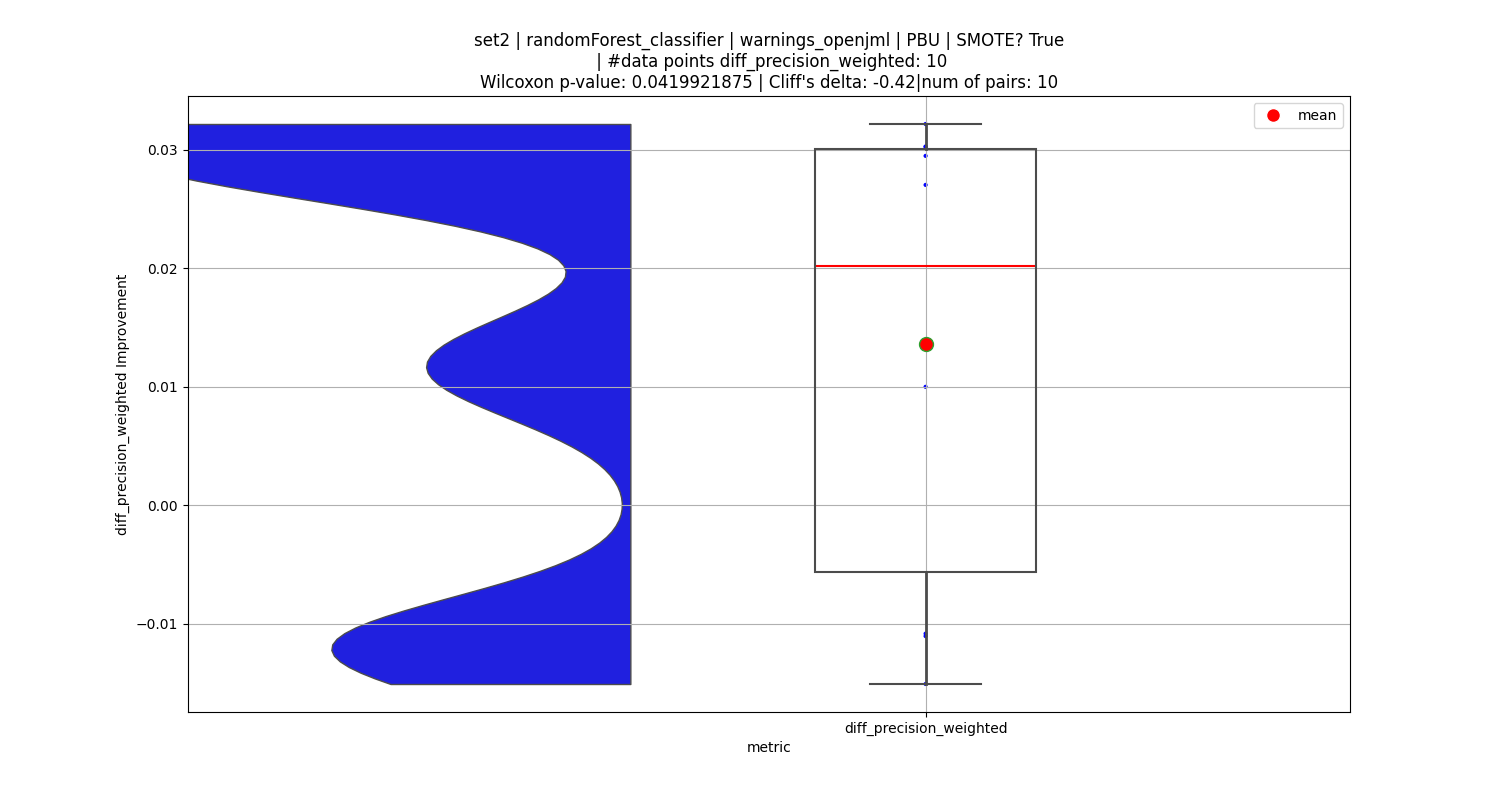 set2 | randomForest_classifier | warnings_openjml | PBU | SMOTE? True
| #data points diff_precision_weighted: 10
Wilcoxon p-value: 0.0419921875 | Cliff's delta: -0.42|num of pairs: 10
mean
0.03
0.02
0.01
0.00
−0.01
diff_precision_weighted Improvement
diff_precision_weighted
metric